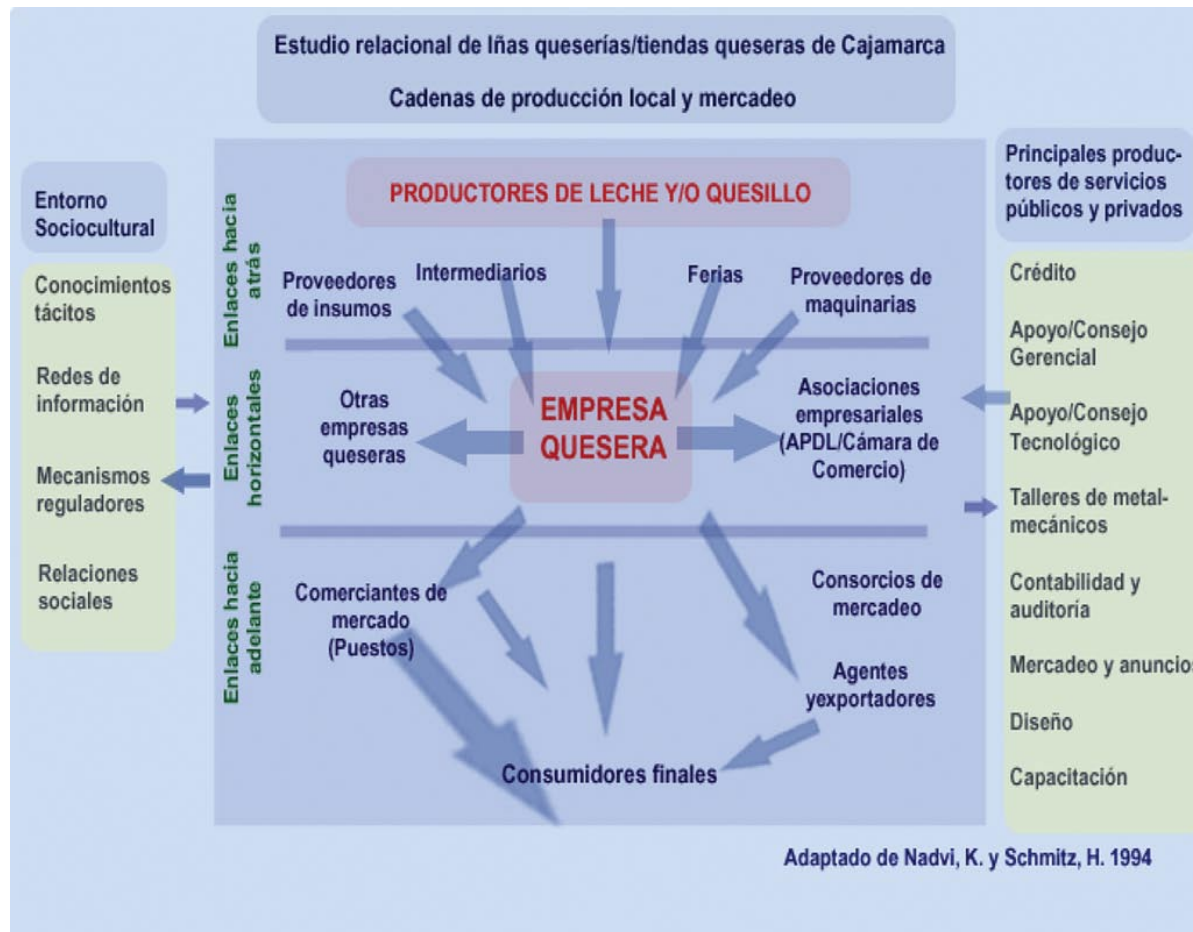 Estudio relacional de Iñas queserías/tiendas queseras de Cajamarca
Cadenas de producción local y mercadeo
Entorno
Sociocultural
Conocimientos
tácitos
Redes de
información
Mecanismos
reguladores
Relaciones
sociales
Enlaces hacia
atrás
PRODUCTORES DE LECHE Y/O QUESILLO
Proveedores
de insumos
Intermediarios
Ferias
Proveedores de
maquinarias
Enlaces
horizontales
Otras
empresas
queseras
EMPRESA
QUESERA
Asociaciones
empresariales
(APDL/Cámara de
Comercio)
Enlaces hacia
adelante
Comerciantes de
mercado
(Puestos)
Consorcios de
mercadeo
Agentes
yexportadores
Consumidores finales
Principales produc-
tores de servicios
públicos y privados
Crédito
Apoyo/Consejo
Gerencial
Apoyo/Consejo
Tecnológico
Talleres de metal-
mecánicos
Contabilidad y
auditoría
Mercadeo y anuncios
Diseño
Capacitación
Adaptado de Nadvi, K. y Schmitz, H. 1994